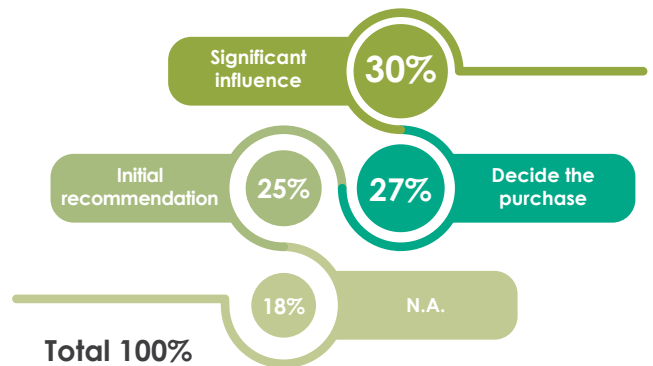 Significant
influence
30%
Initial
recommendation
25%
27%
Decide the
purchase
18%
N.A.
Total 100%